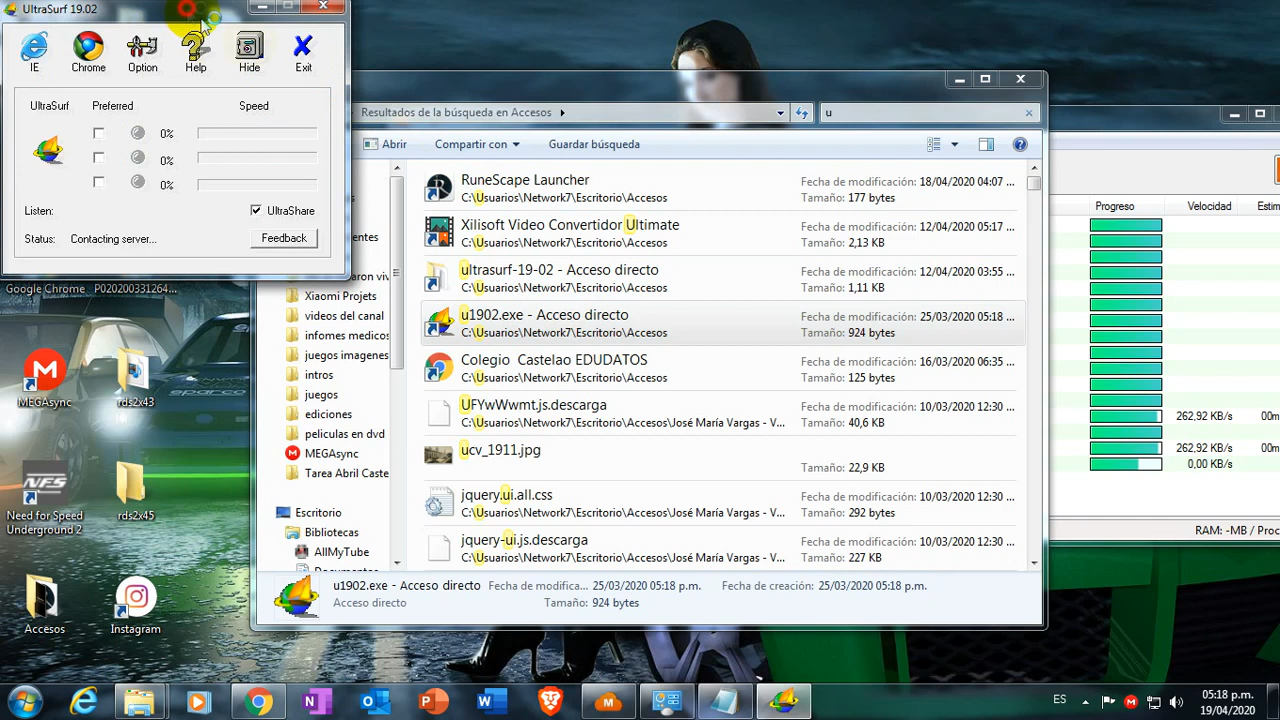 UltraSurf 19.02
IE
Chrome
Option
Help
Hide
Exit
UltraSurf
Preferred
Speed
0%
0%
0%
Listen:
UltraShare
Status:
Contacting server...
Feedback
Resultados de la búsqueda en Accesos
u
Abrir
Compartir con
Guardar búsqueda
Xiaomi Projets
videos del canal
infomes medicos
juegos imagenes
intros
juegos
ediciones
peliculas en dvd
MEGAsync
Tarea Abril Caste
Escritorio
Bibliotecas
AllMyTube
RuneScape Launcher
C:\Usuarios\Network7\Escritorio\Accesos
Fecha de modificación: 18/04/2020 04:07 ...
Tamaño: 177 bytes
Xilisoft Video Convertidor Ultimate
C:\Usuarios\Network7\Escritorio\Accesos
Fecha de modificación: 12/04/2020 05:17 ...
Tamaño: 2,13 KB
ultrasurf-19-02 - Acceso directo
C:\Usuarios\Network7\Escritorio\Accesos
Fecha de modificación: 12/04/2020 03:55 ...
Tamaño: 1,11 KB
u1902.exe - Acceso directo
C:\Usuarios\Network7\Escritorio\Accesos
Fecha de modificación: 25/03/2020 05:18 ...
Tamaño: 924 bytes
Colegio Castelao EDUDATOS
C:\Usuarios\Network7\Escritorio\Accesos
Fecha de modificación: 16/03/2020 06:35 ...
Tamaño: 125 bytes
UFYwWwmt.js.descarga
C:\Usuarios\Network7\Escritorio\Accesos\José María Vargas - V...
Fecha de modificación: 10/03/2020 12:30 ...
Tamaño: 40,6 KB
ucv_1911.jpg
Tamaño: 22,9 KB
jquery.ui.all.css
C:\Usuarios\Network7\Escritorio\Accesos\José María Vargas - V...
Fecha de modificación: 10/03/2020 12:30 ...
Tamaño: 292 bytes
jquery-ui.js.descarga
C:\Usuarios\Network7\Escritorio\Accesos\José María Vargas - V...
Fecha de modificación: 10/03/2020 12:30 ...
Tamaño: 227 KB
u1902.exe - Acceso directo
Fecha de modifica... 25/03/2020 05:18 p.m.
Fecha de creación: 25/03/2020 05:18 p.m.
Acceso directo
Tamaño: 924 bytes
Progreso
Velocidad
Estim
262,92 KB/s
00m
262,92 KB/s
00m
0,00 KB/s
RAM: -MB / Proc
Google Chrome
P020200331264...
MEGAsync
rds2x43
NFS
Need for Speed
Underground 2
rds2x45
Accesos
Instagram
sparco
ES
05:18 p.m.
19/04/2020